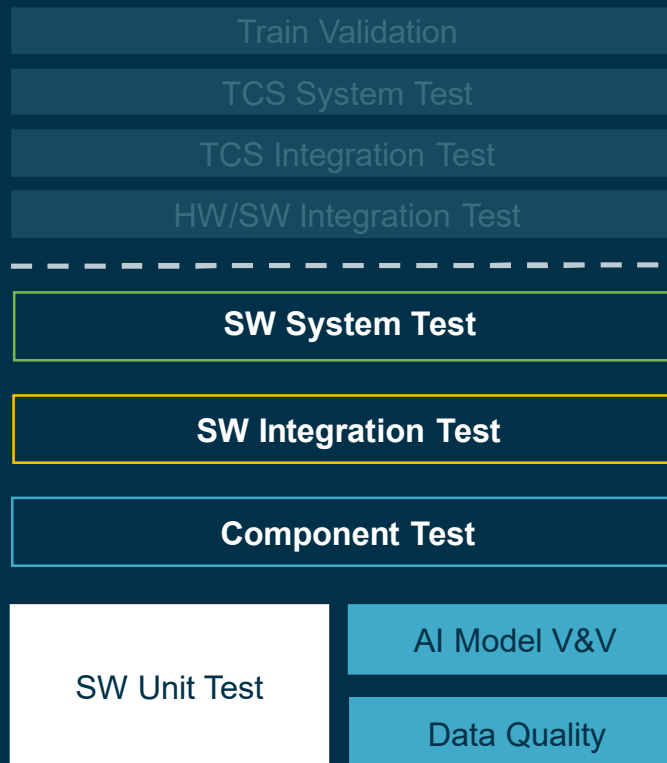 Train Validation
TCS System Test
TCS Integration Test
HW/SW Integration Test
SW System Test
SW Integration Test
Component Test
SW Unit Test
AI Model V&V
Data Quality